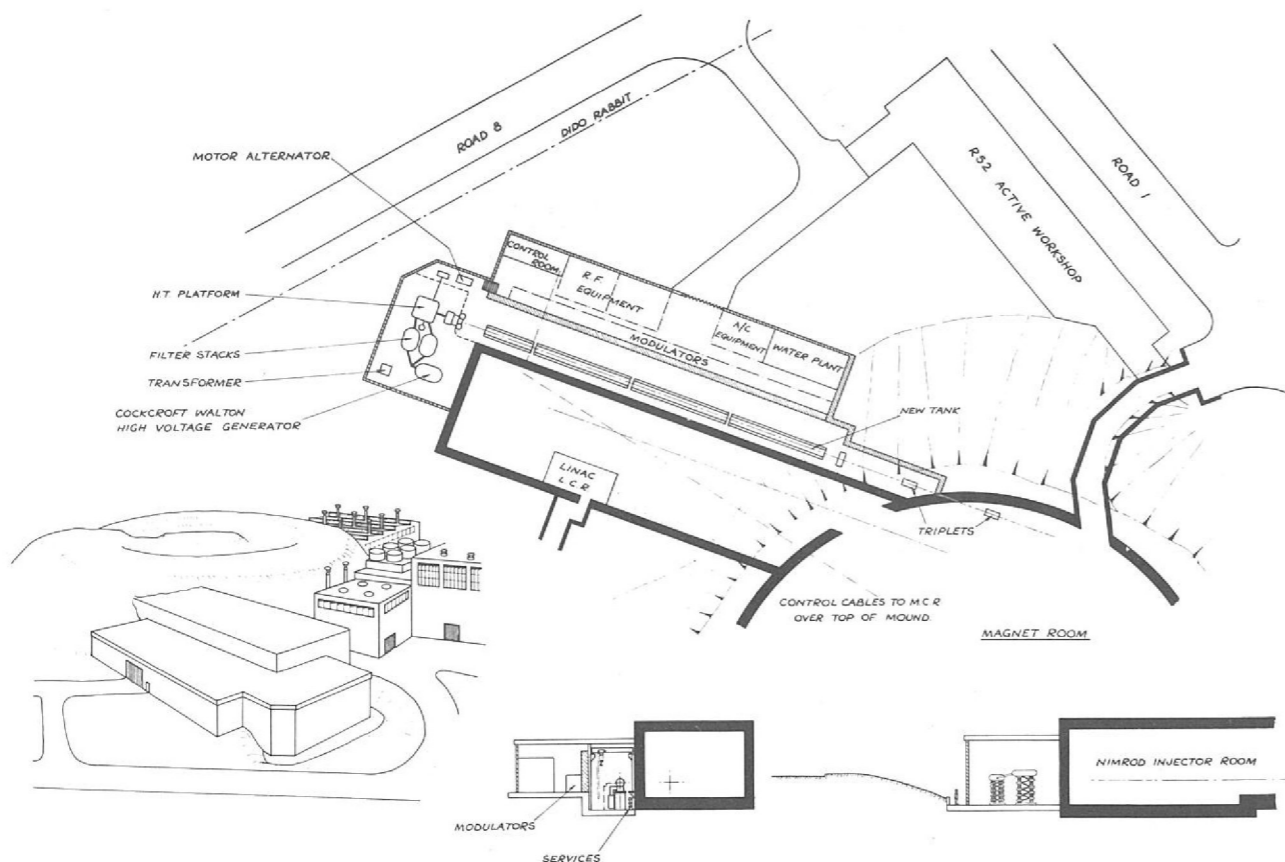 ROAD 8
DIDO RABBIT
MOTOR ALTERNATOR
R52 ACTIVE WORKSHOP
ROAD 1
CONTROL
ROOM.
R.F.
EQUIPMENT
H.T. PLATFORM
A/C
EQUIPMENT
WATER PLANT
MODULATORS
FILTER STACKS
TRANSFORMER
COCKCROFT WALTON
HIGH VOLTAGE GENERATOR
NEW TANK
LINAC
L C R
TRIPLETS
CONTROL CABLES TO M.C.R
OVER TOP OF MOUND.
MAGNET ROOM
NIMROD INJECTOR ROOM
MODULATORS
SERVICES